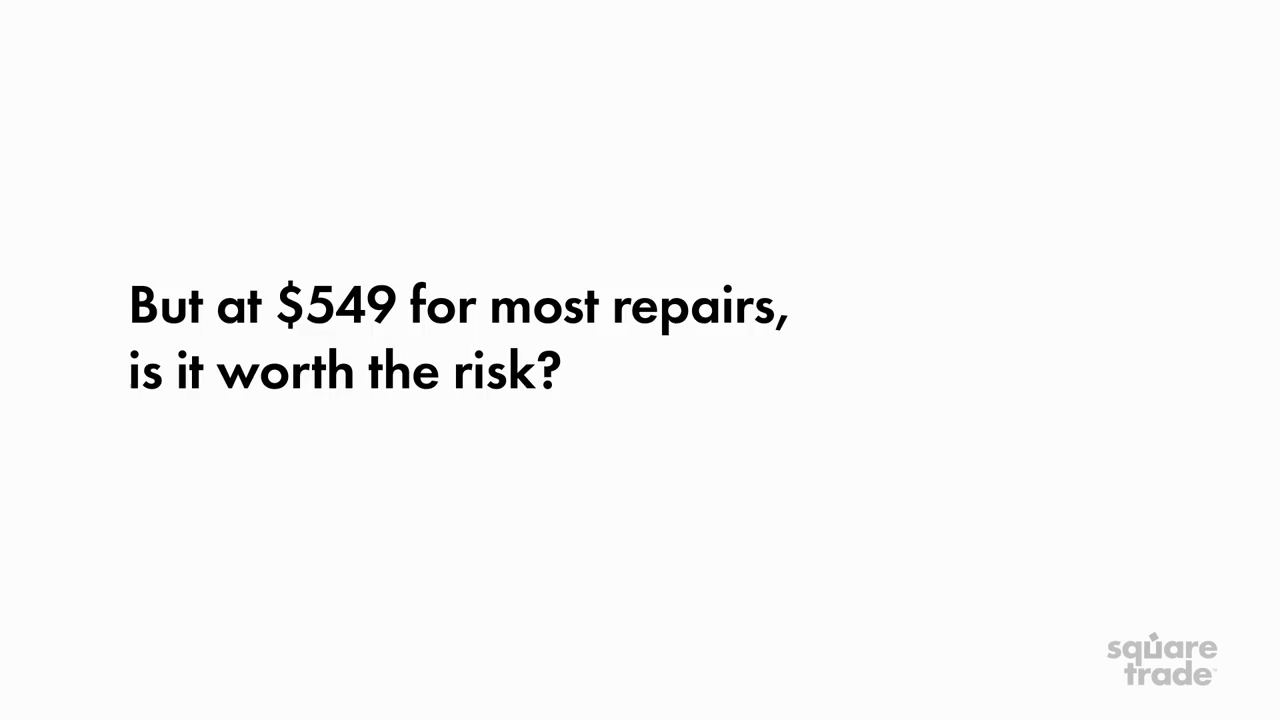 But at $549 for most repairs,
is it worth the risk?
square
trade